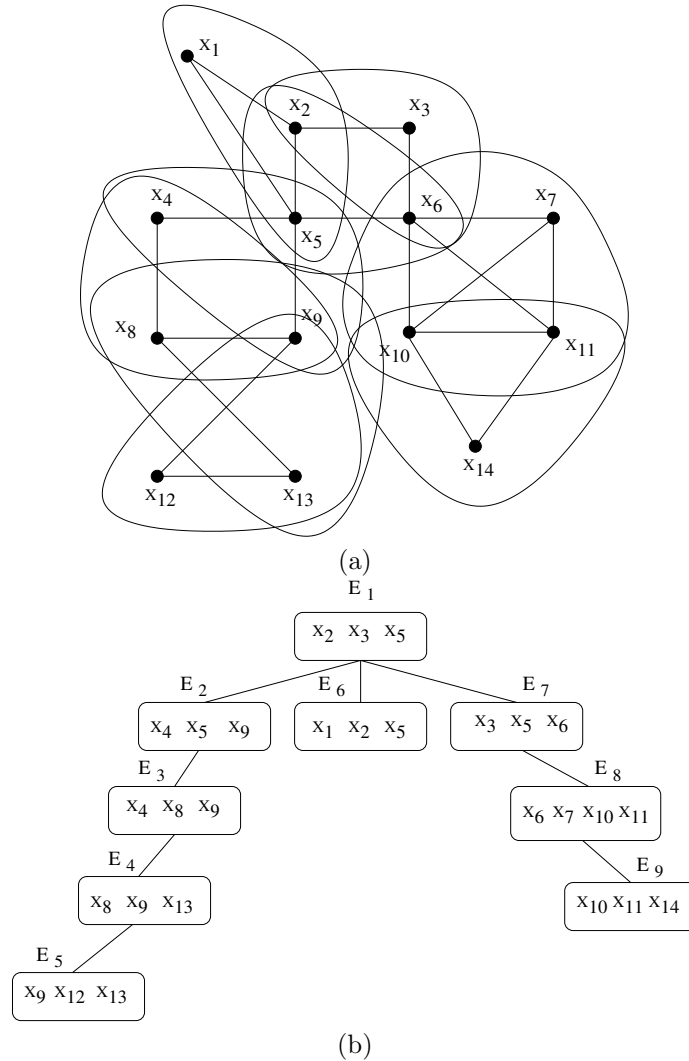 x1
x2 x3
x4 x5 x6 x7
x8 x9 x10 x11
x14
x12 x13
(a)
E 1
x2 x3 x5
E 2 E 6 E 7
x4 x5 x9 x1 x2 x5 x3 x5 x6
E 3 E 8
x4 x8 x9 x6 x7 x10 x11
E 4 E 9
x8 x9 x13 x10 x11 x14
E 5
x9 x12 x13
(b)